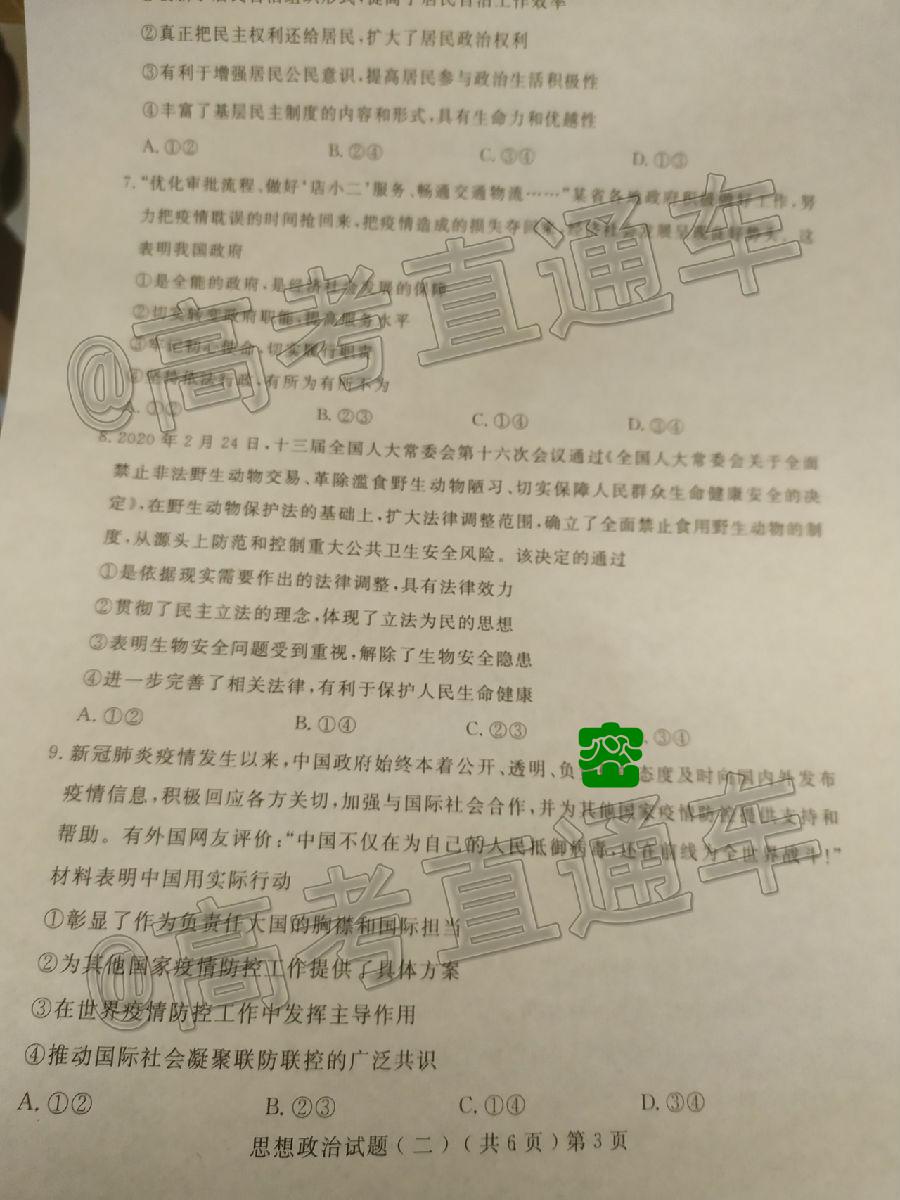 形式，提高了居民自治工作效率
②真正把民主权利还给居民，扩大了居民政治权利
③有利于增强居民公民意识，提高居民参与政治生活积极性
④丰富了基层民主制度的内容和形式，具有生命力和优越性
A. ①② B. ②④ C. ③④ D. ①③
7. “优化审批流程、做好‘店小二’服务、畅通交通物流……”某省各地政府积极做好工作，努
力把疫情耽误的时间抢回来，把疫情造成的损失夺回来，经济社会发展呈现良好势头。这
表明我国政府
①是全能的政府，是经济社会发展的保障
②切实转变政府职能，提高服务水平
③牢记初心使命，切实履行职责
④坚持依法行政，有所为有所不为
A. ①② B. ②③ C. ①④ D. ③④
8. 2020 年 2 月 24 日，十三届全国人大常委会第十六次会议通过《全国人大常委会关于全面
禁止非法野生动物交易、革除滥食野生动物陋习、切实保障人民群众生命健康安全的决
定》，在野生动物保护法的基础上，扩大法律调整范围，确立了全面禁止食用野生动物的制
度，从源头上防范和控制重大公共卫生安全风险。该决定的通过
①是依据现实需要作出的法律调整，具有法律效力
②贯彻了民主立法的理念，体现了立法为民的思想
③表明生物安全问题受到重视，解除了生物安全隐患
④进一步完善了相关法律，有利于保护人民生命健康
A. ①② B. ①④ C. ②③ ③④
9. 新冠肺炎疫情发生以来，中国政府始终本着公开、透明、负 态度及时向国内外发布
疫情信息，积极回应各方关切，加强与国际社会合作，并为其他国家疫情防控提供支持和
帮助。有外国网友评价：“中国不仅在为自己的人民抵御病毒，还在前线为全世界战斗！”
材料表明中国用实际行动
①彰显了作为负责任大国的胸襟和国际担当
②为其他国家疫情防控工作提供了具体方案
③在世界疫情防控工作中发挥主导作用
④推动国际社会凝聚联防联控的广泛共识
A. ①② B. ②③ C. ①④ D. ③④
思想政治试题（二）（共 6 页）第 3 页
@高考直通车
@高考直通车